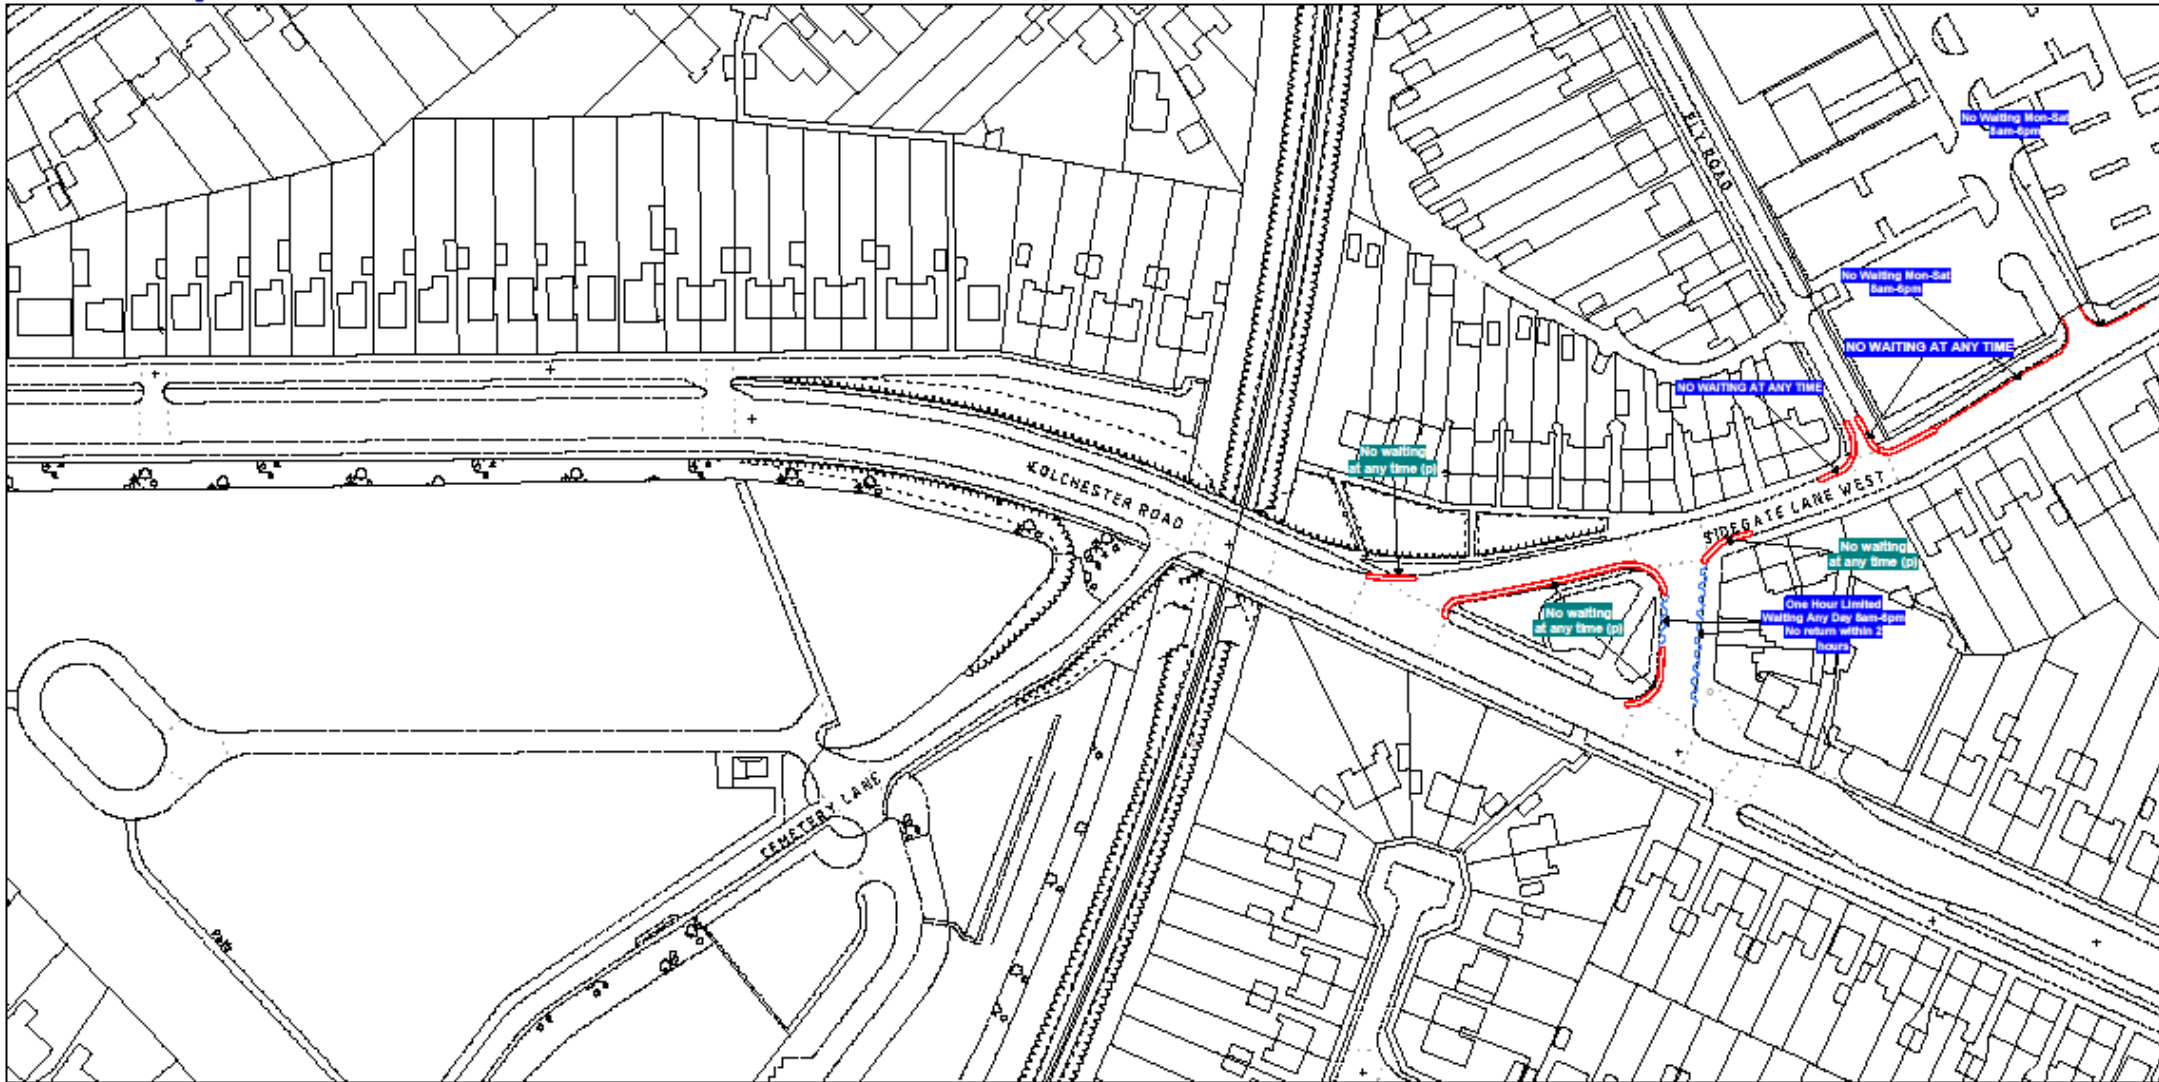 No Waiting Mon-Sat
8am-6pm
ELY ROAD
No Waiting Mon-Sat
8am-6pm
NO WAITING AT ANY TIME
NO WAITING AT ANY TIME
No waiting
at any time (p)
COLCHESTER ROAD
SIDEGATE LANE WEST
No waiting
at any time (p)
No waiting
at any time (p)
One Hour Limited
Waiting Any Day 8am-6pm
No return within 2
hours
CEMETERY LANE
Path